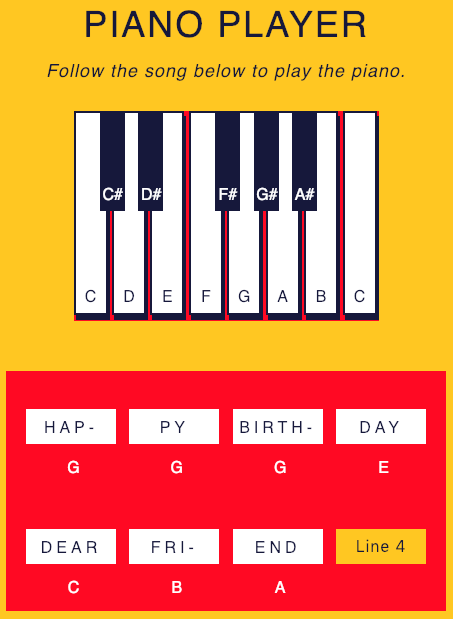 PIANO PLAYER
Follow the song below to play the piano.
C# D# F# G# A#
C D E F G A B C
HAP- PY BIRTH- DAY
G G G E
DEAR FRI- END Line 4
C B A